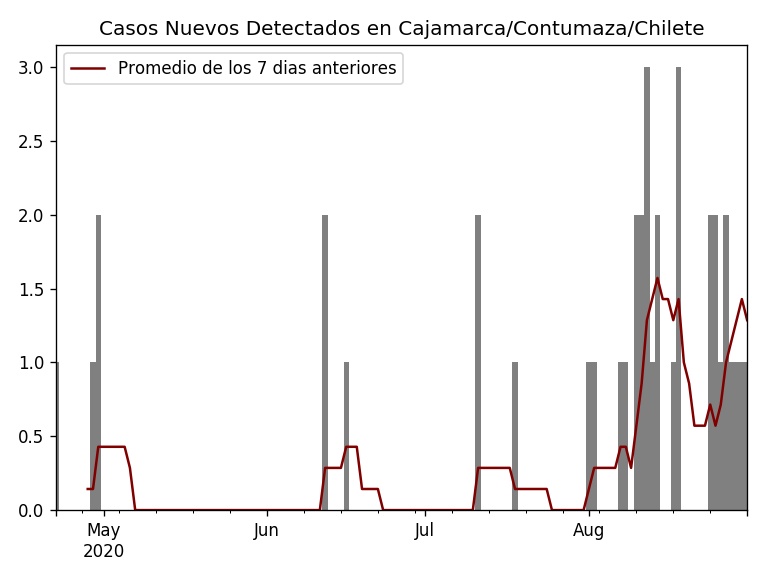 Casos Nuevos Detectados en Cajamarca/Contumaza/Chilete
Promedio de los 7 dias anteriores
3.0
2.5
2.0
1.5
1.0
0.5
0.0
May Jun Jul Aug
2020